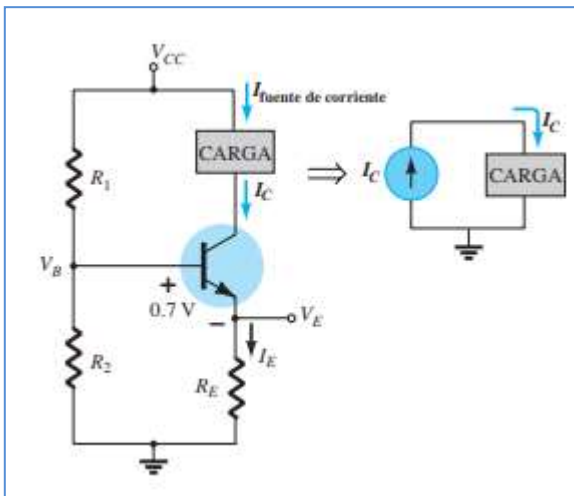 V_CC
I_fuente de corriente
CARGA
I_C
R_1
V_B
+
0.7 V
−
V_E
I_E
R_2
R_E
⇒
I_C
I_C
CARGA